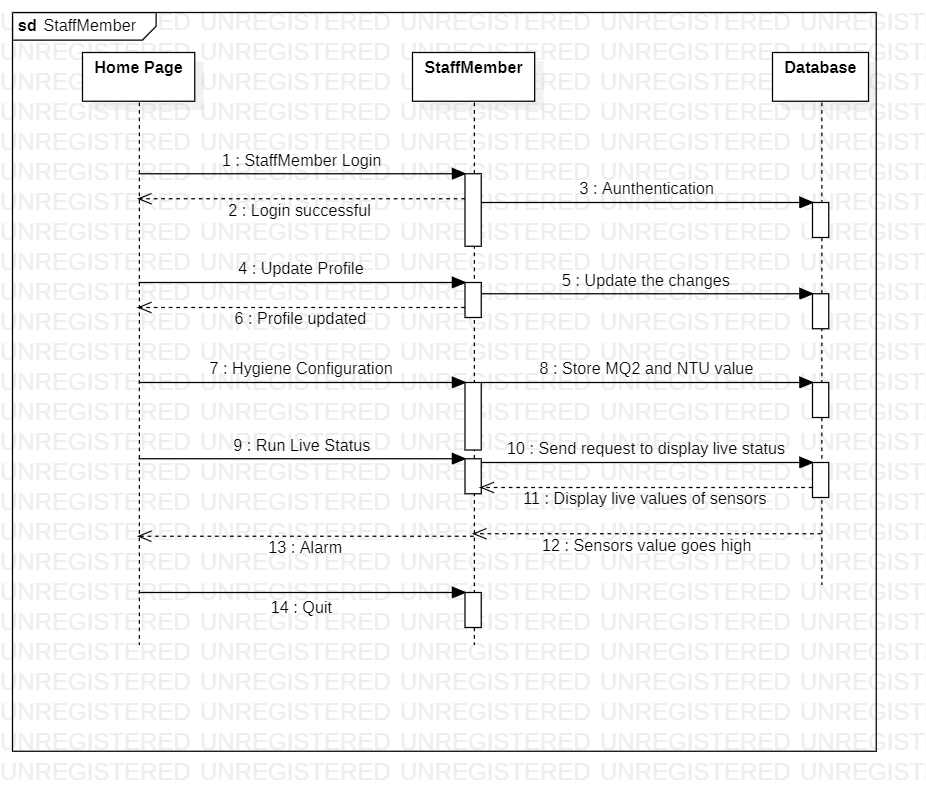 sd StaffMember
Home Page
StaffMember
Database
1 : StaffMember Login
2 : Login successful
3 : Aunthentication
4 : Update Profile
5 : Update the changes
6 : Profile updated
7 : Hygiene Configuration
8 : Store MQ2 and NTU value
9 : Run Live Status
10 : Send request to display live status
11 : Display live values of sensors
12 : Sensors value goes high
13 : Alarm
14 : Quit
UNREGISTERED UNREGISTERED UNREGISTERED UNREGISTERED UNREGIST